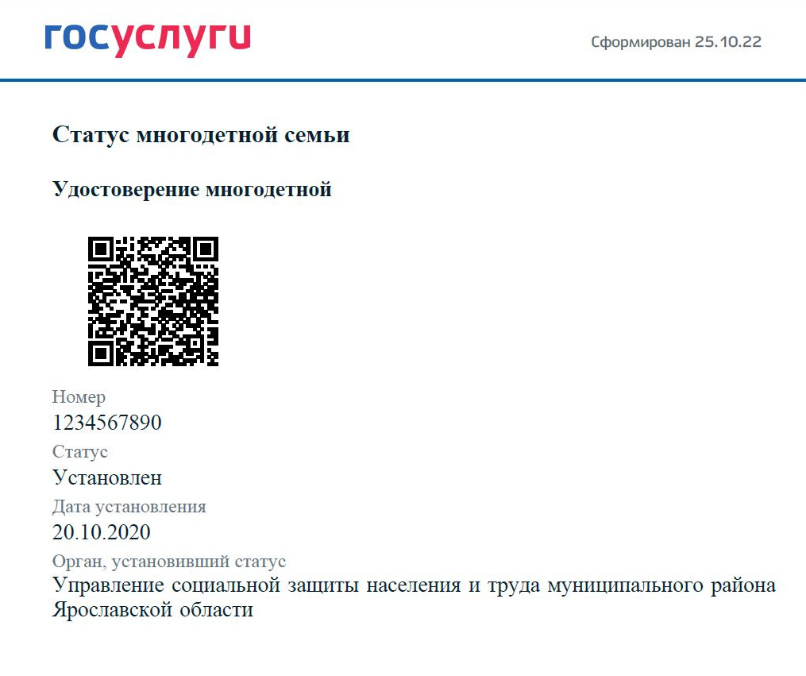 госуслуги
Сформирован 25.10.22
Статус многодетной семьи
Удостоверение многодетной
Номер
1234567890
Статус
Установлен
Дата установления
20.10.2020
Орган, установивший статус
Управление социальной защиты населения и труда муниципального района
Ярославской области